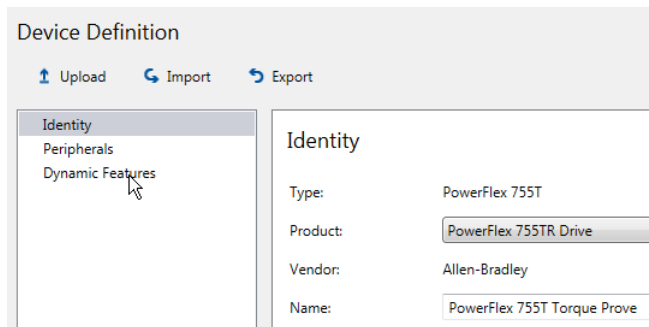 Device Definition
Upload Import Export
Identity
Peripherals
Dynamic Features
Identity
Type: PowerFlex 755T
Product: PowerFlex 755TR Drive
Vendor: Allen-Bradley
Name: PowerFlex 755T Torque Prove